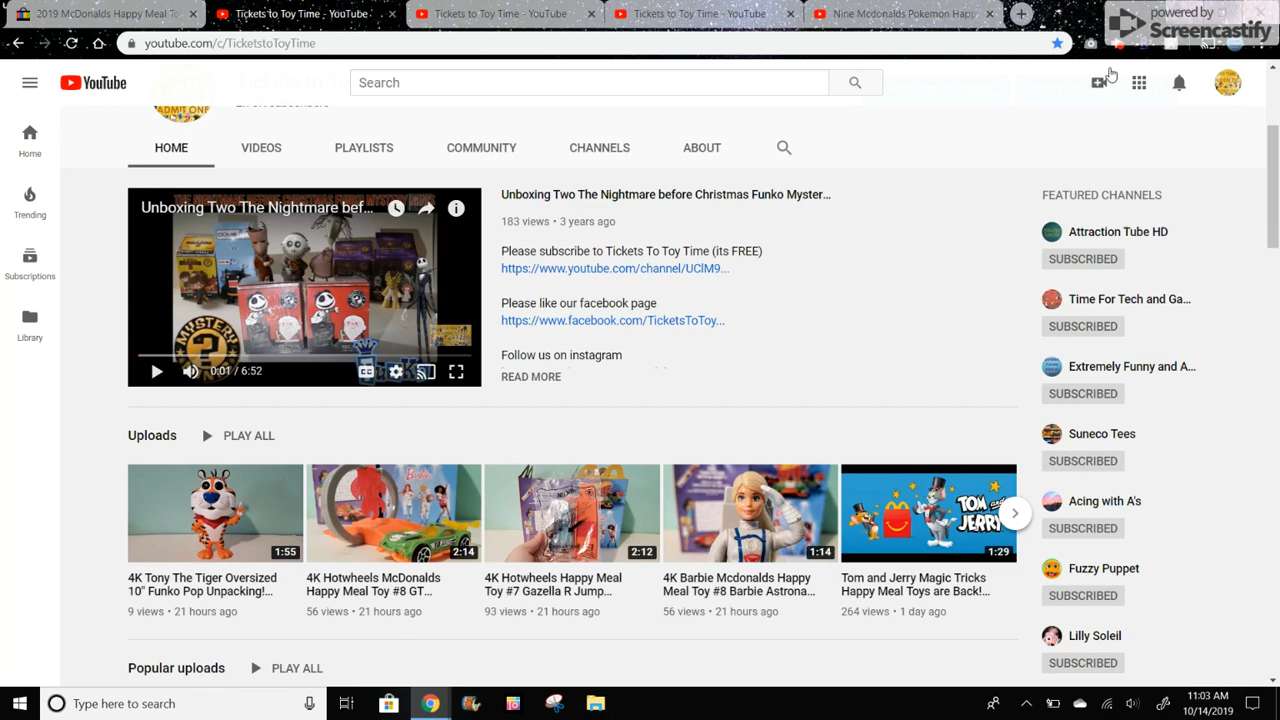 2019 McDonalds Happy Meal To
Tickets to Toy Time - YouTube
Tickets to Toy Time - YouTube
Tickets to Toy Time - YouTube
Nine Mcdonalds Pokemon Happ
powered by
Screencastify
youtube.com/c/TicketstoToyTime
YouTube
Search
ADMIT ONE
HOME
VIDEOS
PLAYLISTS
COMMUNITY
CHANNELS
ABOUT
Home
Trending
Subscriptions
Library
Unboxing Two The Nightmare bef...
MYSTERY
0:01 / 6:52
Unboxing Two The Nightmare before Christmas Funko Myster...
183 views • 3 years ago
Please subscribe to Tickets To Toy Time (its FREE)
https://www.youtube.com/channel/UClM9...
Please like our facebook page
https://www.facebook.com/TicketsToToy...
Follow us on instagram
READ MORE
FEATURED CHANNELS
Attraction Tube HD
SUBSCRIBED
Time For Tech and Ga...
SUBSCRIBED
Extremely Funny and A...
SUBSCRIBED
Suneco Tees
SUBSCRIBED
Acing with A's
SUBSCRIBED
Fuzzy Puppet
SUBSCRIBED
Lilly Soleil
SUBSCRIBED
Uploads
PLAY ALL
Barbie
TOM and JERRY
1:55
2:14
2:12
1:14
1:29
4K Tony The Tiger Oversized
10" Funko Pop Unpacking!...
9 views • 21 hours ago
4K Hotwheels McDonalds
Happy Meal Toy #8 GT...
56 views • 21 hours ago
4K Hotwheels Happy Meal
Toy #7 Gazella R Jump...
93 views • 21 hours ago
4K Barbie Mcdonalds Happy
Meal Toy #8 Barbie Astrona...
56 views • 21 hours ago
Tom and Jerry Magic Tricks
Happy Meal Toys are Back!...
264 views • 1 day ago
Popular uploads
PLAY ALL
Type here to search
11:03 AM
10/14/2019